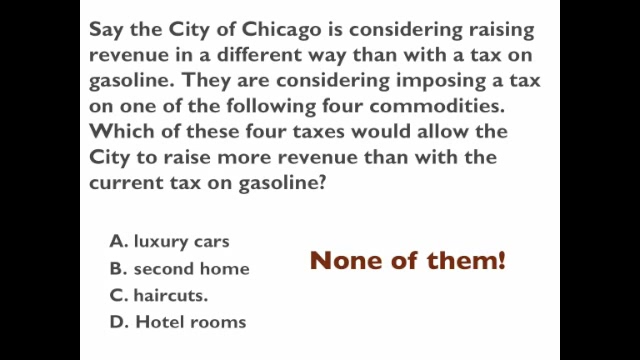 Say the City of Chicago is considering raising
revenue in a different way than with a tax on
gasoline. They are considering imposing a tax
on one of the following four commodities.
Which of these four taxes would allow the
City to raise more revenue than with the
current tax on gasoline?
A. luxury cars
B. second home
C. haircuts.
D. Hotel rooms
None of them!